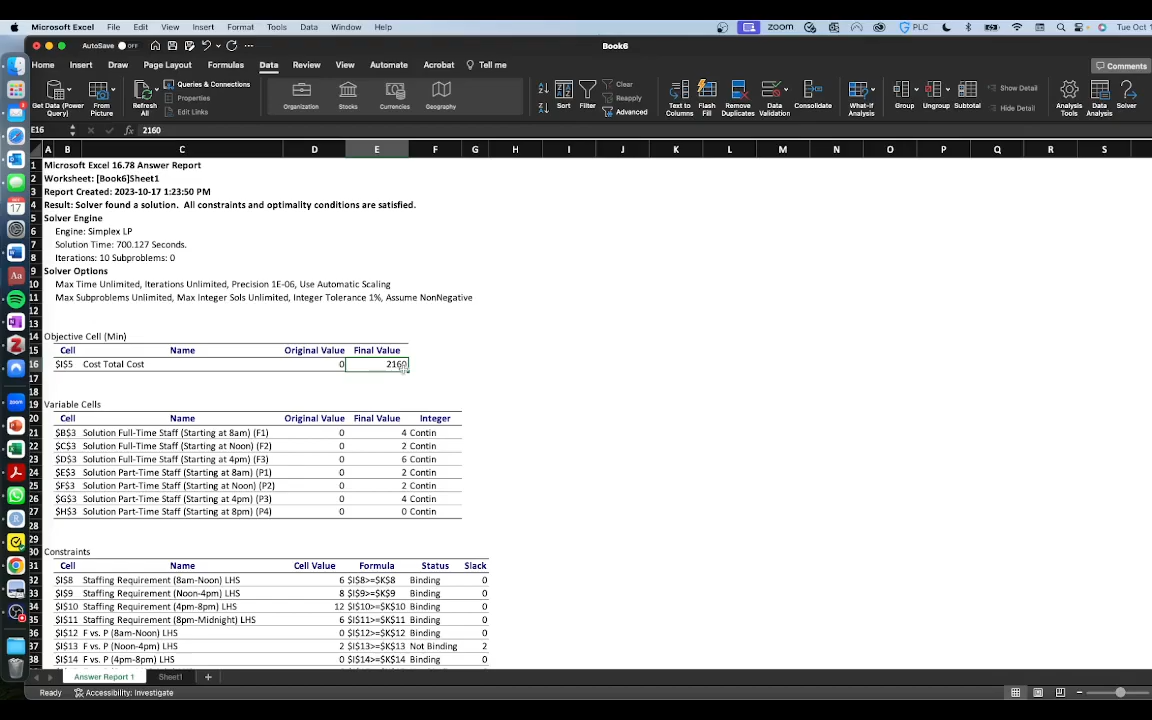 Microsoft Excel File Edit View Insert Format Tools Data Window Help zoom PLC Tue Oct 1
AutoSave OFF Book6
Home Insert Draw Page Layout Formulas Data Review View Automate Acrobat Tell me Comments
Get Data (Power Query) From Picture Refresh All Queries & Connections Properties Edit Links Organization Stocks Currencies Geography Sort Filter Clear Reapply Advanced Text to Columns Flash Fill Remove Duplicates Data Validation Consolidate What-If Analysis Group Ungroup Subtotal Show Detail Hide Detail Analysis Tools Data Analysis Solver
E16 fx 2160
A B C D E F G H I J K L M N O P Q R S
1 Microsoft Excel 16.78 Answer Report
2 Worksheet: [Book6]Sheet1
3 Report Created: 2023-10-17 1:23:50 PM
4 Result: Solver found a solution. All constraints and optimality conditions are satisfied.
5 Solver Engine
6 Engine: Simplex LP
7 Solution Time: 700.127 Seconds.
8 Iterations: 10 Subproblems: 0
9 Solver Options
10 Max Time Unlimited, Iterations Unlimited, Precision 1E-06, Use Automatic Scaling
11 Max Subproblems Unlimited, Max Integer Sols Unlimited, Integer Tolerance 1%, Assume NonNegative
12
13
14 Objective Cell (Min)
15 Cell Name Original Value Final Value
16 $I$5 Cost Total Cost 0 2160
17
18
19 Variable Cells
20 Cell Name Original Value Final Value Integer
21 $B$3 Solution Full-Time Staff (Starting at 8am) (F1) 0 4 Contin
22 $C$3 Solution Full-Time Staff (Starting at Noon) (F2) 0 2 Contin
23 $D$3 Solution Full-Time Staff (Starting at 4pm) (F3) 0 6 Contin
24 $E$3 Solution Part-Time Staff (Starting at 8am) (P1) 0 2 Contin
25 $F$3 Solution Part-Time Staff (Starting at Noon) (P2) 0 2 Contin
26 $G$3 Solution Part-Time Staff (Starting at 4pm) (P3) 0 4 Contin
27 $H$3 Solution Part-Time Staff (Starting at 8pm) (P4) 0 0 Contin
28
29
30 Constraints
31 Cell Name Cell Value Formula Status Slack
32 $I$8 Staffing Requirement (8am-Noon) LHS 6 $I$8>=$K$8 Binding 0
33 $I$9 Staffing Requirement (Noon-4pm) LHS 8 $I$9>=$K$9 Binding 0
34 $I$10 Staffing Requirement (4pm-8pm) LHS 12 $I$10>=$K$10 Binding 0
35 $I$11 Staffing Requirement (8pm-Midnight) LHS 6 $I$11>=$K$11 Binding 0
36 $I$12 F vs. P (8am-Noon) LHS 0 $I$12>=$K$12 Binding 0
37 $I$13 F vs. P (Noon-4pm) LHS 2 $I$13>=$K$13 Not Binding 2
38 $I$14 F vs. P (4pm-8pm) LHS 0 $I$14>=$K$14 Binding 0
Answer Report 1 Sheet1 +
Ready Accessibility: Investigate